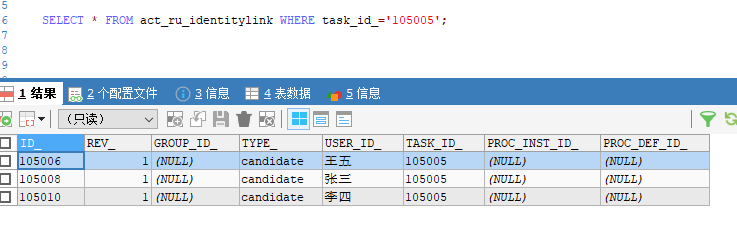 5
6 SELECT * FROM act_ru_identitylink WHERE task_id_='105005';
7
8
9
1 结果 2 个配置文件 3 信息 4 表数据 5 信息
（只读）
ID_ REV_ GROUP_ID_ TYPE_ USER_ID_ TASK_ID_ PROC_INST_ID_ PROC_DEF_ID_
105006 1 (NULL) candidate 王五 105005 (NULL) (NULL)
105008 1 (NULL) candidate 张三 105005 (NULL) (NULL)
105010 1 (NULL) candidate 李四 105005 (NULL) (NULL)